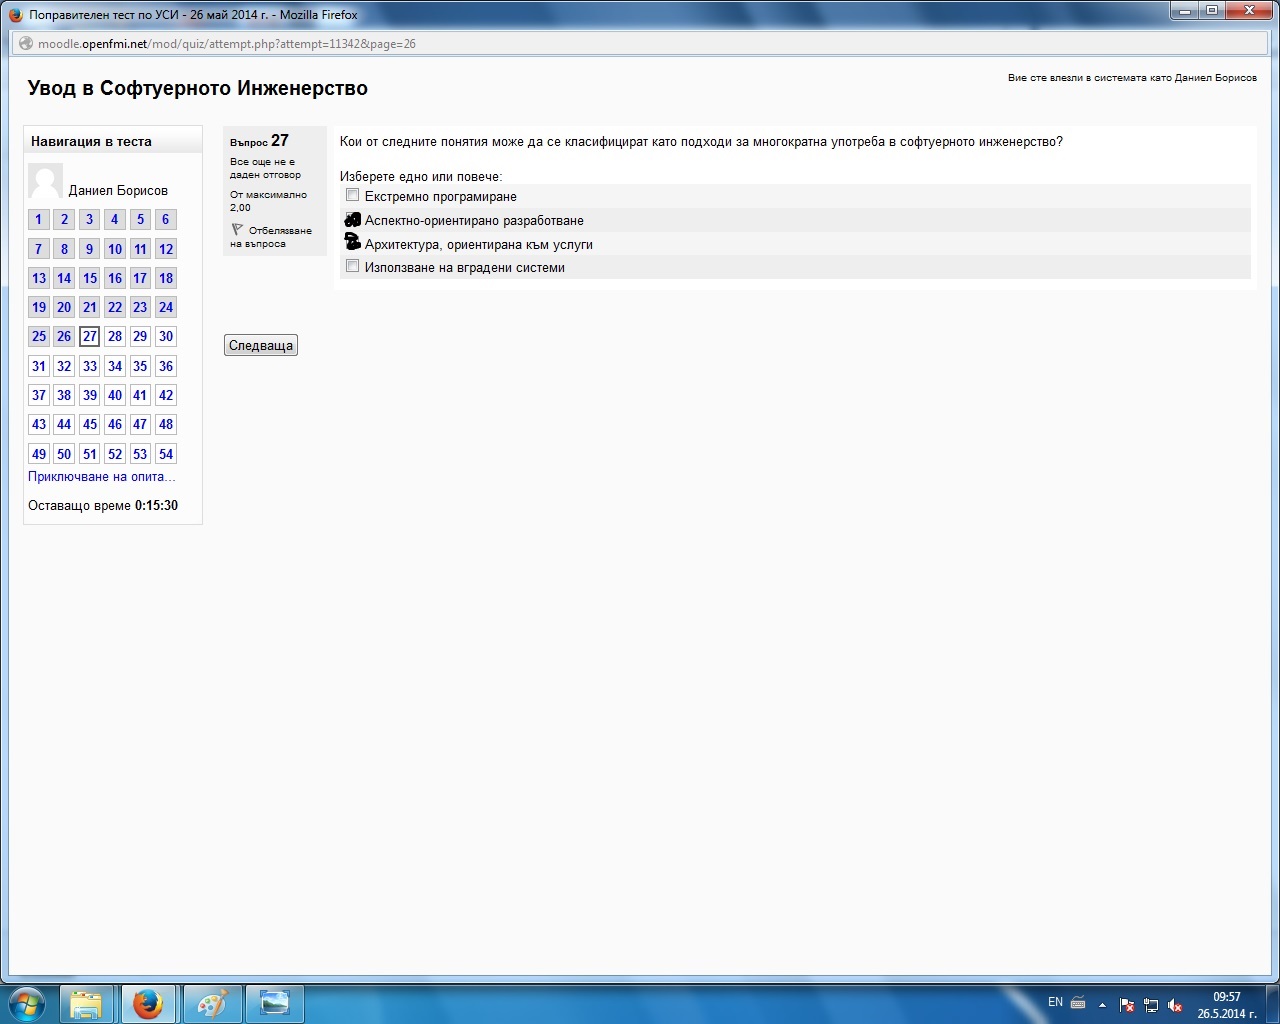 Поправителен тест по УСИ - 26 май 2014 г. - Mozilla Firefox
moodle.openfmi.net/mod/quiz/attempt.php?attempt=11342&page=26
Увод в Софтуерното Инженерство
Вие сте влезли в системата като Даниел Борисов
Навигация в теста
Даниел Борисов
1 2 3 4 5 6
7 8 9 10 11 12
13 14 15 16 17 18
19 20 21 22 23 24
25 26 27 28 29 30
31 32 33 34 35 36
37 38 39 40 41 42
43 44 45 46 47 48
49 50 51 52 53 54
Приключване на опита...
Оставащо време 0:15:30
Въпрос 27
Все още не е
даден отговор
От максимално
2,00
Отбелязване
на въпроса
Кои от следните понятия може да се класифицират като подходи за многократна употреба в софтуерното инженерство?
Изберете едно или повече:
Екстремно програмиране
Аспектно-ориентирано разработване
Архитектура, ориентирана към услуги
Използване на вградени системи
Следваща
EN
09:57
26.5.2014 г.